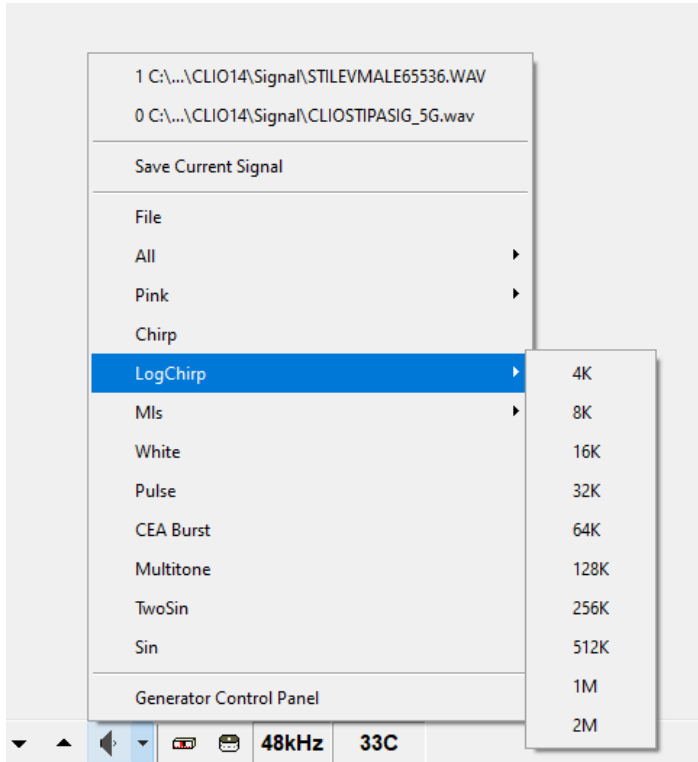 1 C:\...\CLIO14\Signal\STILEVMALE65536.WAV
0 C:\...\CLIO14\Signal\CLIOSTIPASIG_5G.wav
Save Current Signal
File
All
Pink
Chirp
LogChirp
Mls
White
Pulse
CEA Burst
Multitone
TwoSin
Sin
Generator Control Panel
4K
8K
16K
32K
64K
128K
256K
512K
1M
2M
48kHz 33C